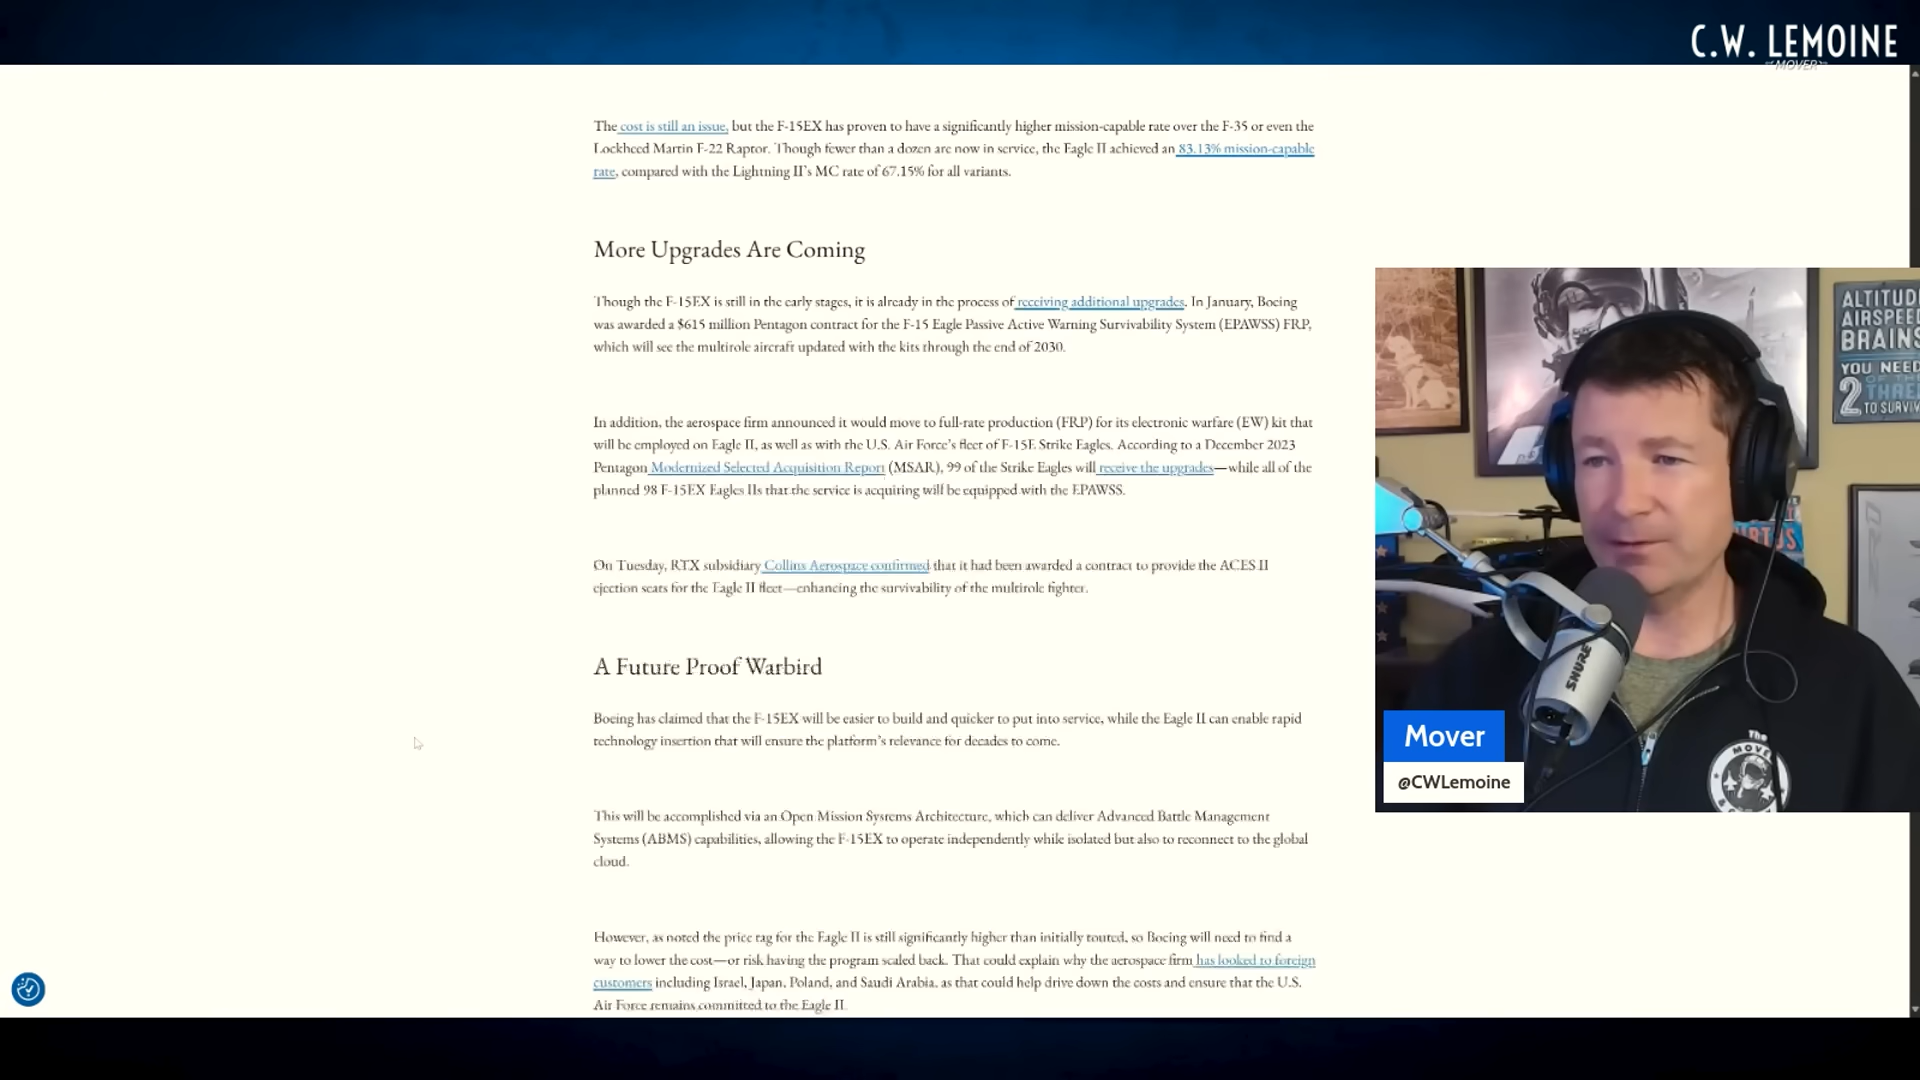 C.W. LEMOINE
MOVER
The cost is still an issue, but the F-15EX has proven to have a significantly higher mission-capable rate over the F-35 or even the
Lockheed Martin F-22 Raptor. Though fewer than a dozen are now in service, the Eagle II achieved an 83.13% mission-capable
rate, compared with the Lightning II's MC rate of 67.15% for all variants.
More Upgrades Are Coming
Though the F-15EX is still in the early stages, it is already in the process of receiving additional upgrades. In January, Boeing
was awarded a $615 million Pentagon contract for the F-15 Eagle Passive Active Warning Survivability System (EPAWSS) FRP,
which will see the multirole aircraft updated with the kits through the end of 2030.
In addition, the aerospace firm announced it would move to full-rate production (FRP) for its electronic warfare (EW) kit that
will be employed on Eagle II, as well as with the U.S. Air Force's fleet of F-15E Strike Eagles. According to a December 2023
Pentagon Modernized Selected Acquisition Report (MSAR), 99 of the Strike Eagles will receive the upgrades—while all of the
planned 98 F-15EX Eagles IIs that the service is acquiring will be equipped with the EPAWSS.
On Tuesday, RTX subsidiary Collins Aerospace confirmed that it had been awarded a contract to provide the ACES II
ejection seats for the Eagle II fleet—enhancing the survivability of the multirole fighter.
A Future Proof Warbird
Boeing has claimed that the F-15EX will be easier to build and quicker to put into service, while the Eagle II can enable rapid
technology insertion that will ensure the platform's relevance for decades to come.
This will be accomplished via an Open Mission Systems Architecture, which can deliver Advanced Battle Management
Systems (ABMS) capabilities, allowing the F-15EX to operate independently while isolated but also to reconnect to the global
cloud.
However, as noted the price tag for the Eagle II is still significantly higher than initially touted, so Boeing will need to find a
way to lower the cost—or risk having the program scaled back. That could explain why the aerospace firm has looked to foreign
customers including Israel, Japan, Poland, and Saudi Arabia, as that could help drive down the costs and ensure that the U.S.
Air Force remains committed to the Eagle II.
ALTITUD
AIRSPEE
BRAINS
YOU NEED
2 OF THE
THREE
TO SURVIV
SHURE
The
MOVE
Mover
@CWLemoine